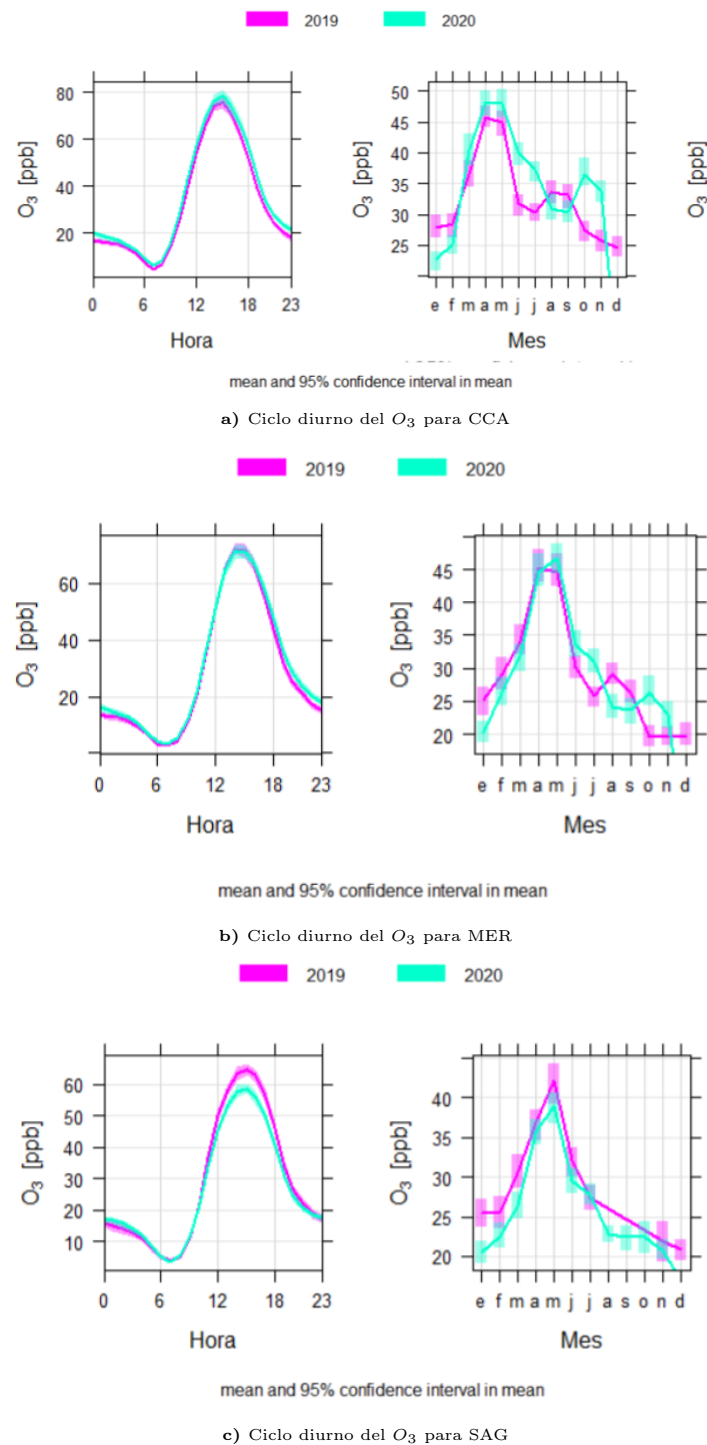 2019 2020
O3 [ppb]
80
60
40
20
0 6 12 18 23
Hora
O3 [ppb]
50
45
40
35
30
25
e f m a m j j a s o n d
Mes
O3 [ppb]
mean and 95% confidence interval in mean
a) Ciclo diurno del O3 para CCA
2019 2020
O3 [ppb]
60
40
20
0 6 12 18 23
Hora
O3 [ppb]
45
40
35
30
25
20
e f m a m j j a s o n d
Mes
mean and 95% confidence interval in mean
b) Ciclo diurno del O3 para MER
2019 2020
O3 [ppb]
60
50
40
30
20
10
0 6 12 18 23
Hora
O3 [ppb]
40
35
30
25
20
e f m a m j j a s o n d
Mes
mean and 95% confidence interval in mean
c) Ciclo diurno del O3 para SAG